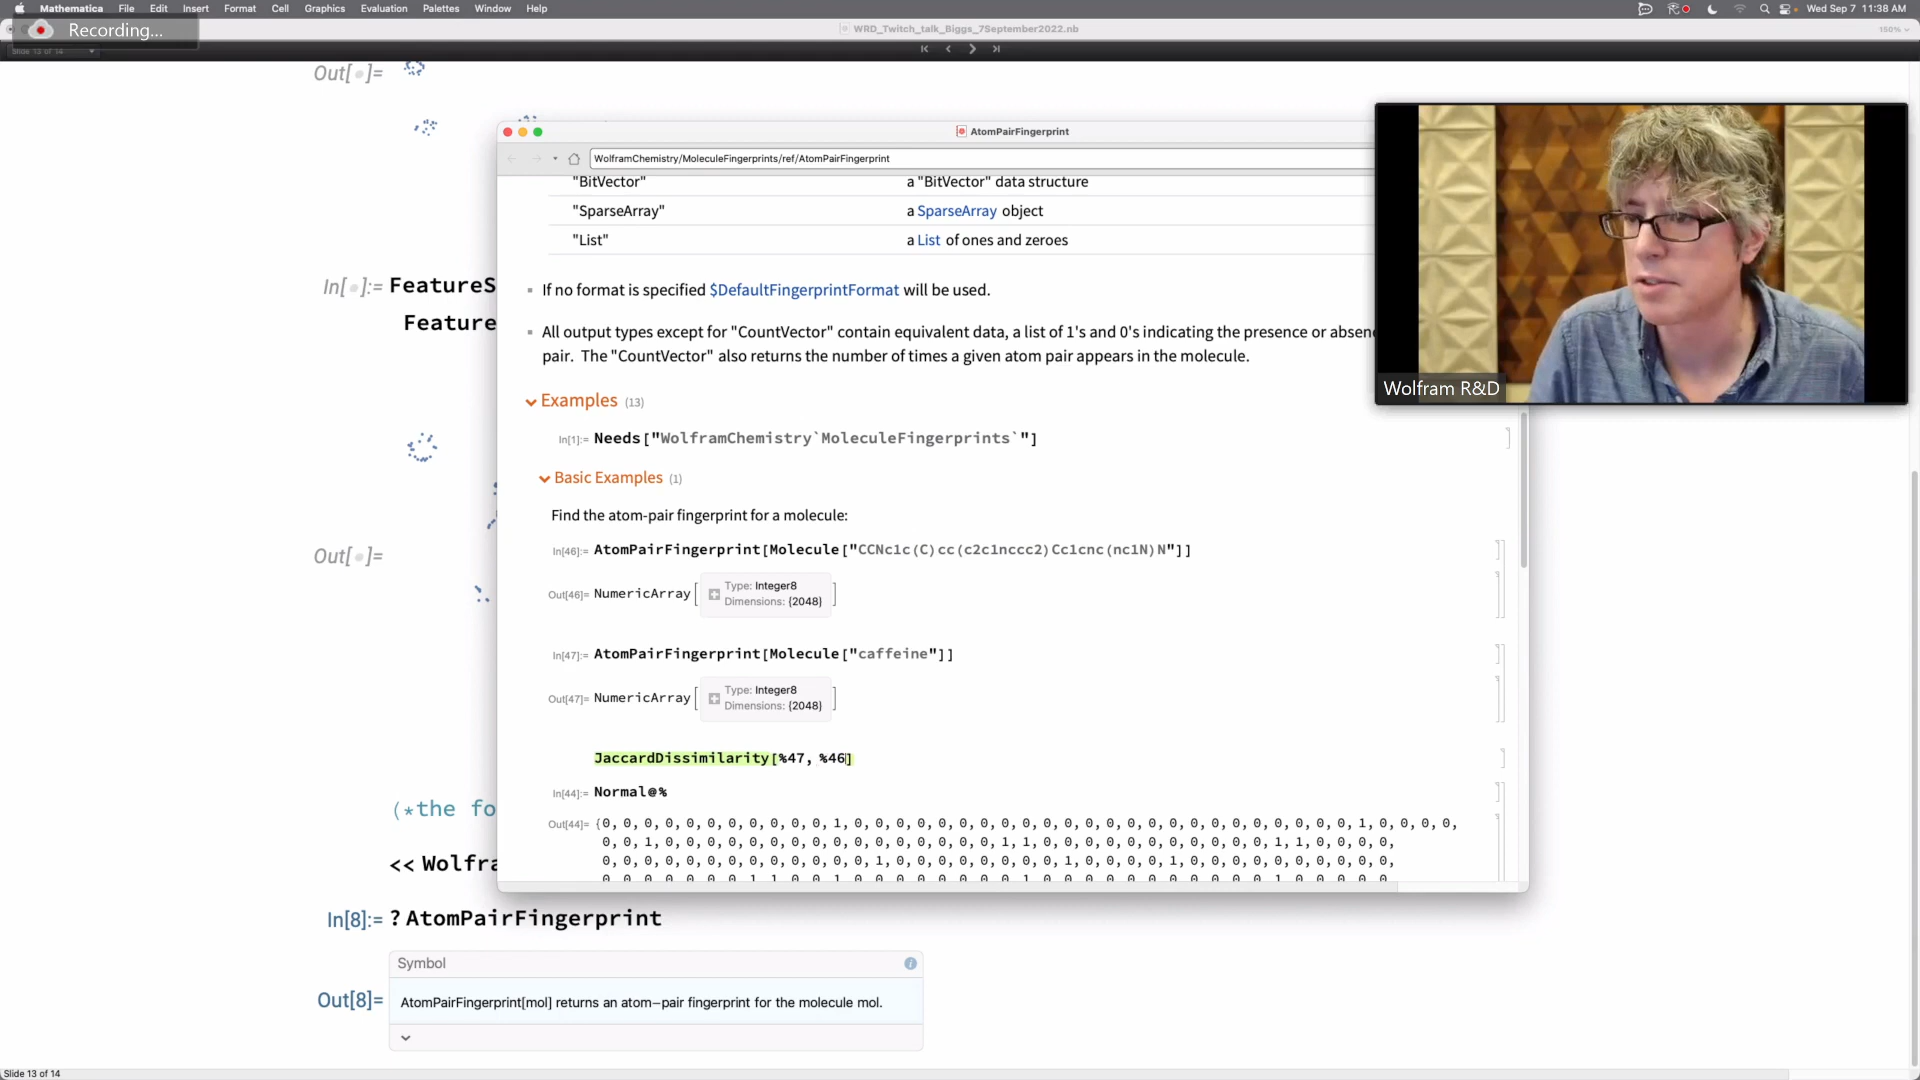 Mathematica File Edit Insert Format Cell Graphics Evaluation Palettes Window Help Wed Sep 7 11:38 AM
Recording...
WRD_Twitch_talk_Biggs_7September2022.nb
150%
Slide 13 of 14
Out[ ]=
AtomPairFingerprint
WolframChemistry/MoleculeFingerprints/ref/AtomPairFingerprint
"BitVector" a "BitVector" data structure
"SparseArray" a SparseArray object
"List" a List of ones and zeroes
In[ ]:= FeatureS
Feature
If no format is specified $DefaultFingerprintFormat will be used.
All output types except for "CountVector" contain equivalent data, a list of 1's and 0's indicating the presence or absen
pair. The "CountVector" also returns the number of times a given atom pair appears in the molecule.
Wolfram R&D
Examples (13)
In[1]:= Needs["WolframChemistry`MoleculeFingerprints`"]
Basic Examples (1)
Find the atom-pair fingerprint for a molecule:
In[46]:= AtomPairFingerprint[Molecule["CCNc1c(C)cc(c2c1nccc2)Cc1cnc(nc1N)N"]]
Out[ ]=
Out[46]= NumericArray[ Type: Integer8
Dimensions: {2048} ]
In[47]:= AtomPairFingerprint[Molecule["caffeine"]]
Out[47]= NumericArray[ Type: Integer8
Dimensions: {2048} ]
JaccardDissimilarity[%47, %46]
In[44]:= Normal@%
Out[44]= {0, 0, 0, 0, 0, 0, 0, 0, 0, 0, 0, 1, 0, 0, 0, 0, 0, 0, 0, 0, 0, 0, 0, 0, 0, 0, 0, 0, 0, 0, 0, 0, 0, 0, 0, 0, 1, 0, 0, 0, 0,
0, 0, 1, 0, 0, 0, 0, 0, 0, 0, 0, 0, 0, 0, 0, 0, 0, 0, 0, 1, 1, 0, 0, 0, 0, 0, 0, 0, 0, 0, 0, 0, 1, 1, 0, 0, 0, 0,
0, 0, 0, 0, 0, 0, 0, 0, 0, 0, 0, 0, 0, 1, 0, 0, 0, 0, 0, 0, 0, 0, 1, 0, 0, 0, 0, 1, 0, 0, 0, 0, 0, 0, 0, 0, 0, 0,
(*the fo
<< Wolfra
In[8]:= ? AtomPairFingerprint
Symbol
Out[8]= AtomPairFingerprint[mol] returns an atom–pair fingerprint for the molecule mol.
Slide 13 of 14